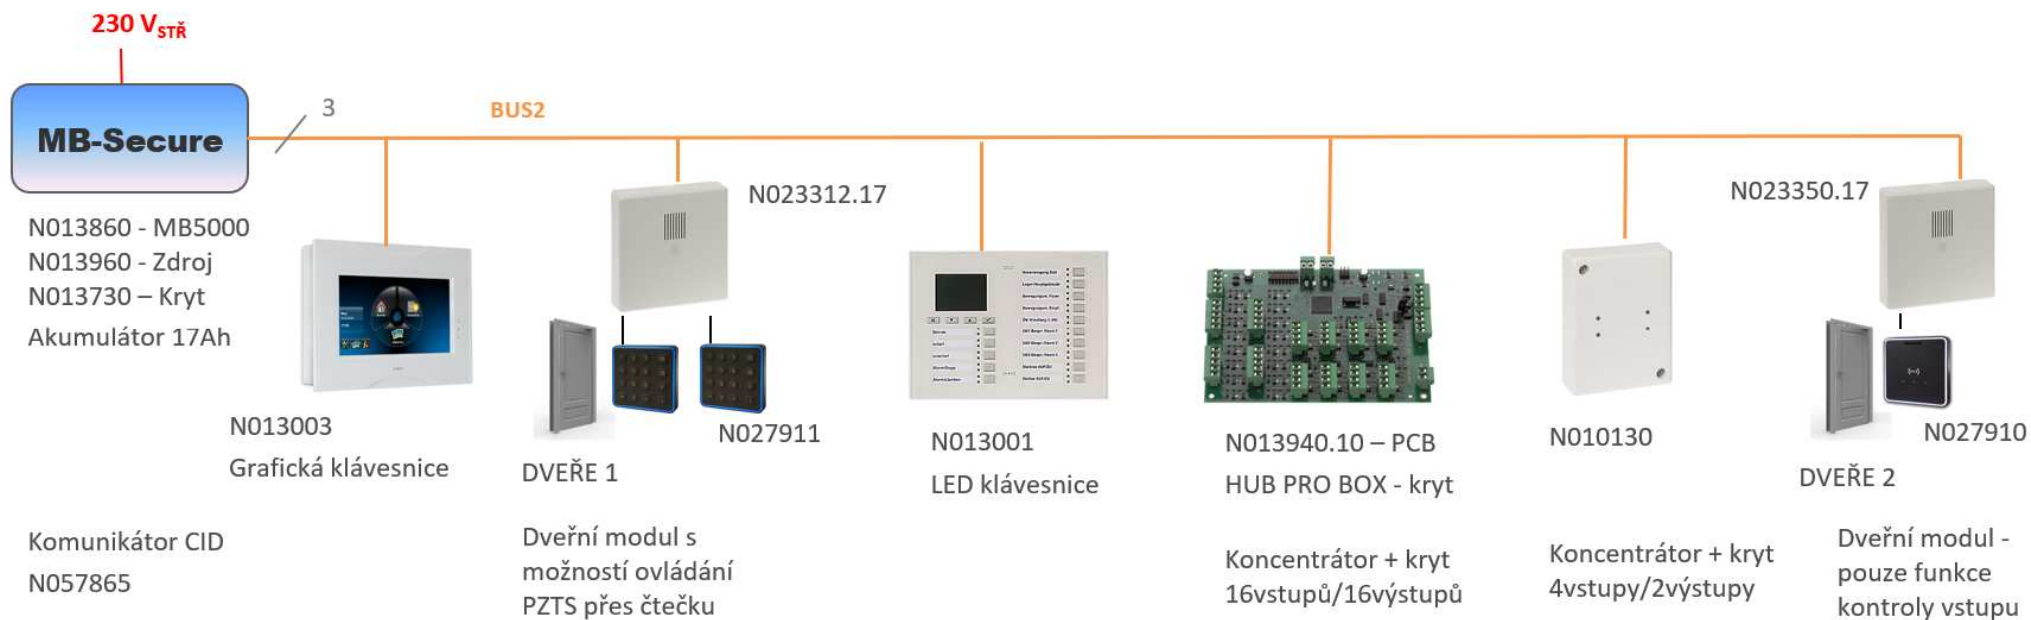 230 VSTŘ
MB-Secure
3
BUS2
N013860 - MB5000
N013960 - Zdroj
N013730 – Kryt
Akumulátor 17Ah
Komunikátor CID
N057865
N013003
Grafická klávesnice
N023312.17
N027911
DVEŘE 1
Dveřní modul s
možností ovládání
PZTS přes čtečku
N013001
LED klávesnice
N013940.10 – PCB
HUB PRO BOX - kryt
Koncentrátor + kryt
16vstupů/16výstupů
N010130
Koncentrátor + kryt
4vstupy/2výstupy
N023350.17
N027910
DVEŘE 2
Dveřní modul -
pouze funkce
kontroly vstupu